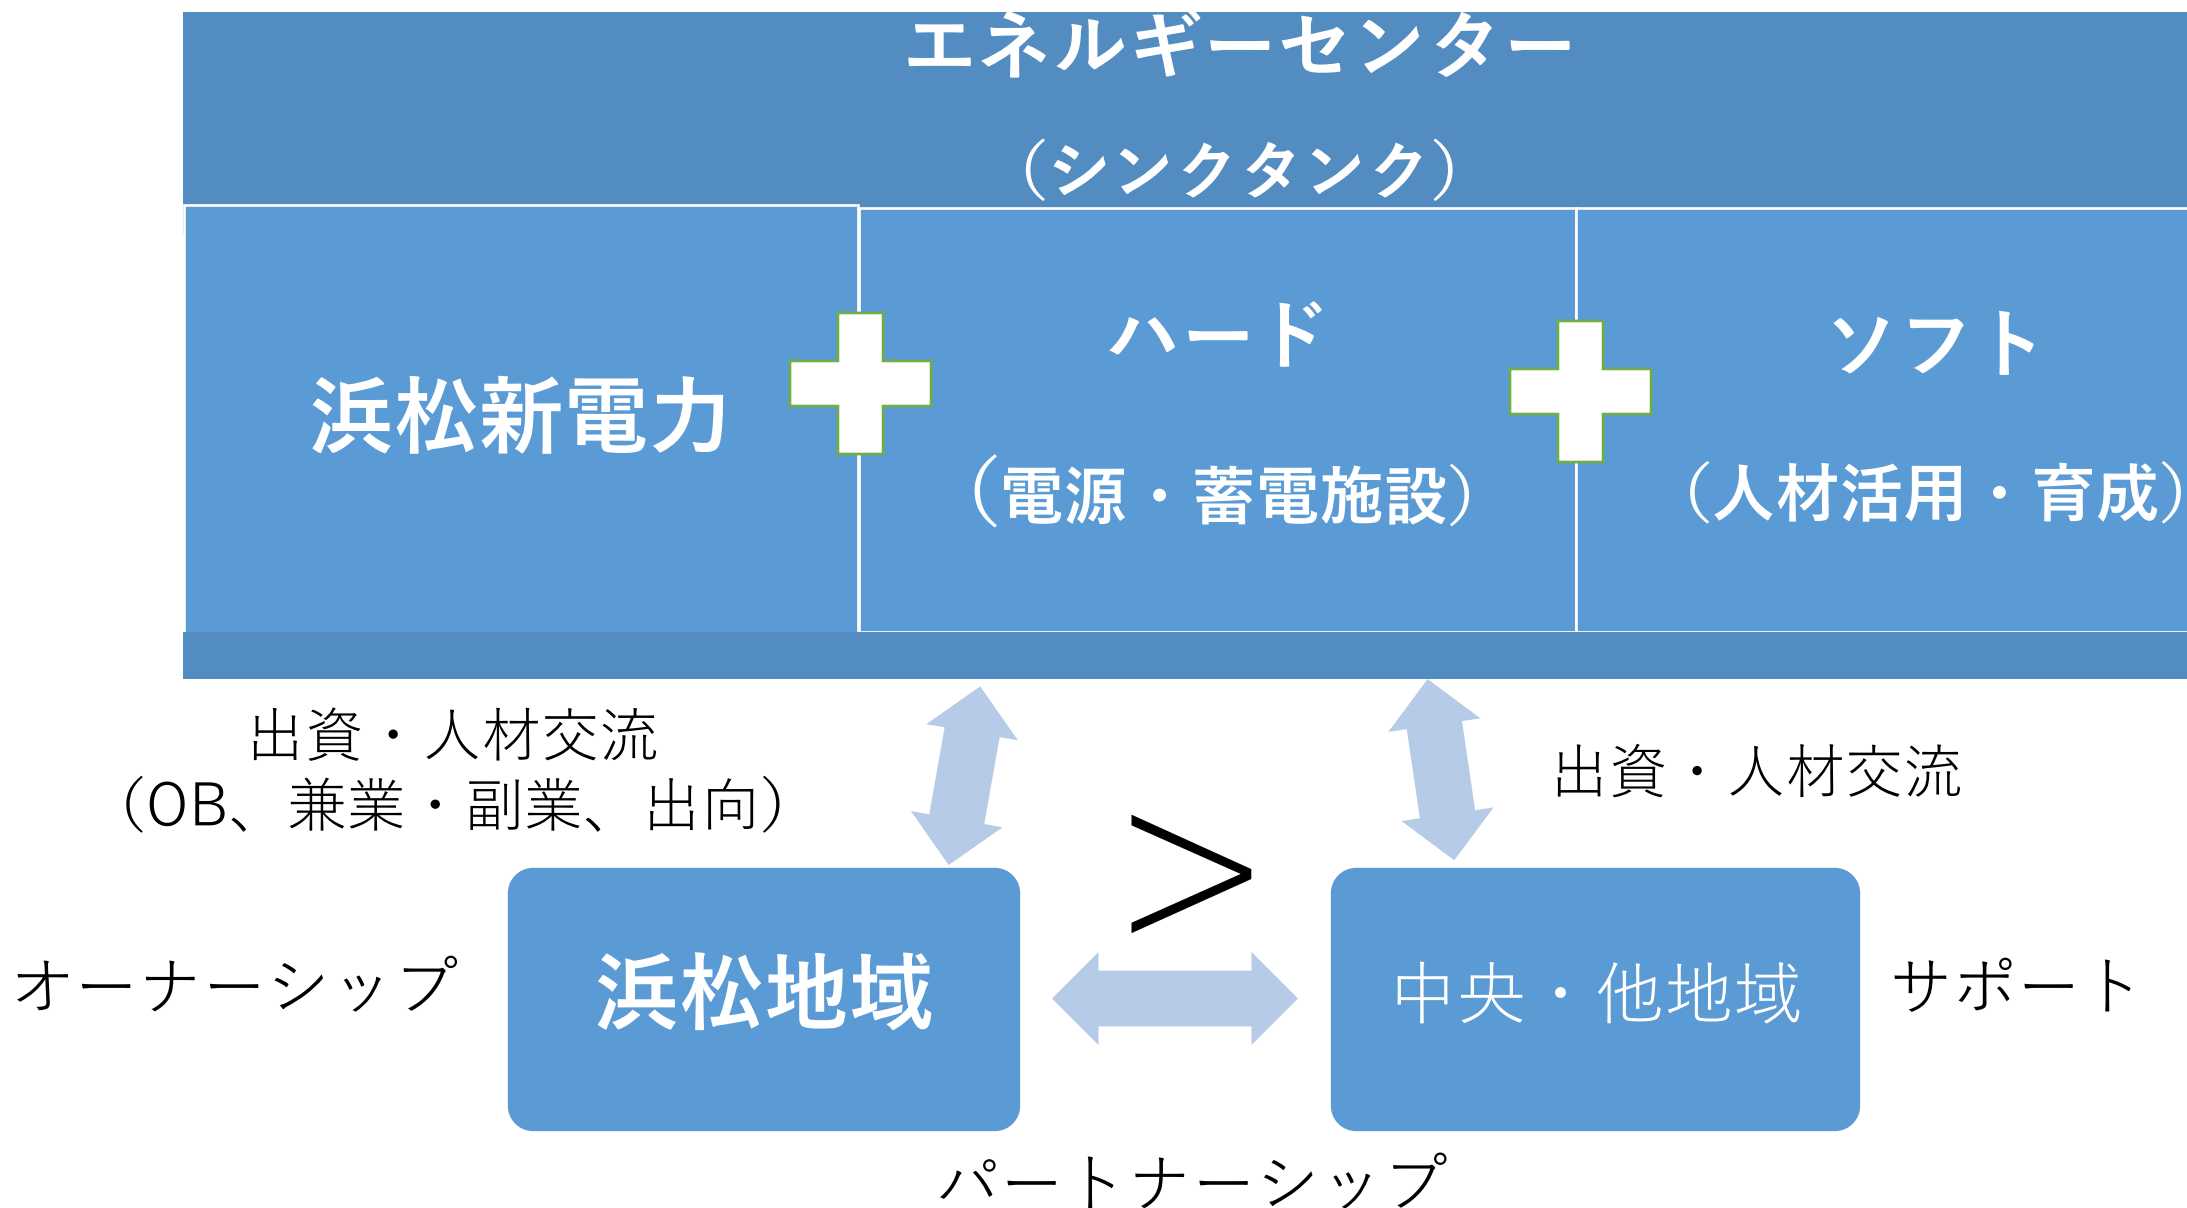 エネルギーセンター
（シンクタンク）
浜松新電力
ハード
（電源・蓄電施設）
ソフト
（人材活用・育成）
出資・人材交流
（OB、兼業・副業、出向）
出資・人材交流
＞
オーナーシップ
浜松地域
中央・他地域
サポート
パートナーシップ